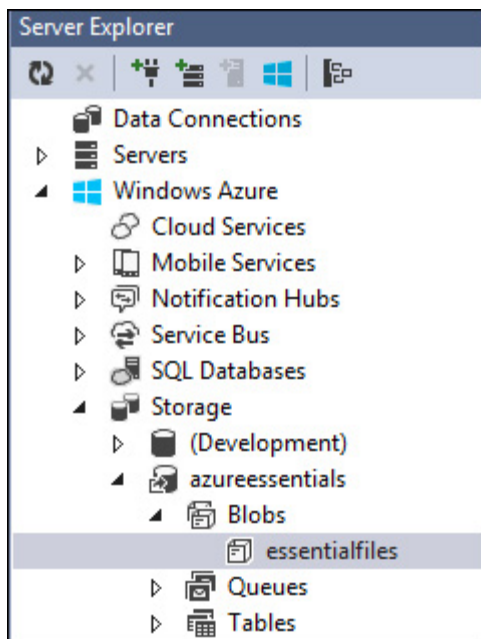 Server Explorer
Data Connections
Servers
Windows Azure
Cloud Services
Mobile Services
Notification Hubs
Service Bus
SQL Databases
Storage
(Development)
azureessentials
Blobs
essentialfiles
Queues
Tables